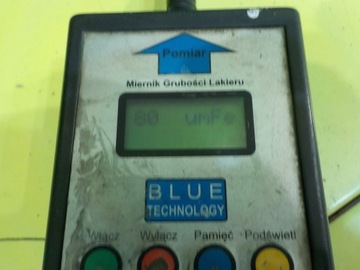 Pomiar
Miernik Grubości Lakieru
80 umFe
BLUE
TECHNOLOGY
Włącz Wyłącz Pamięć Podświetl